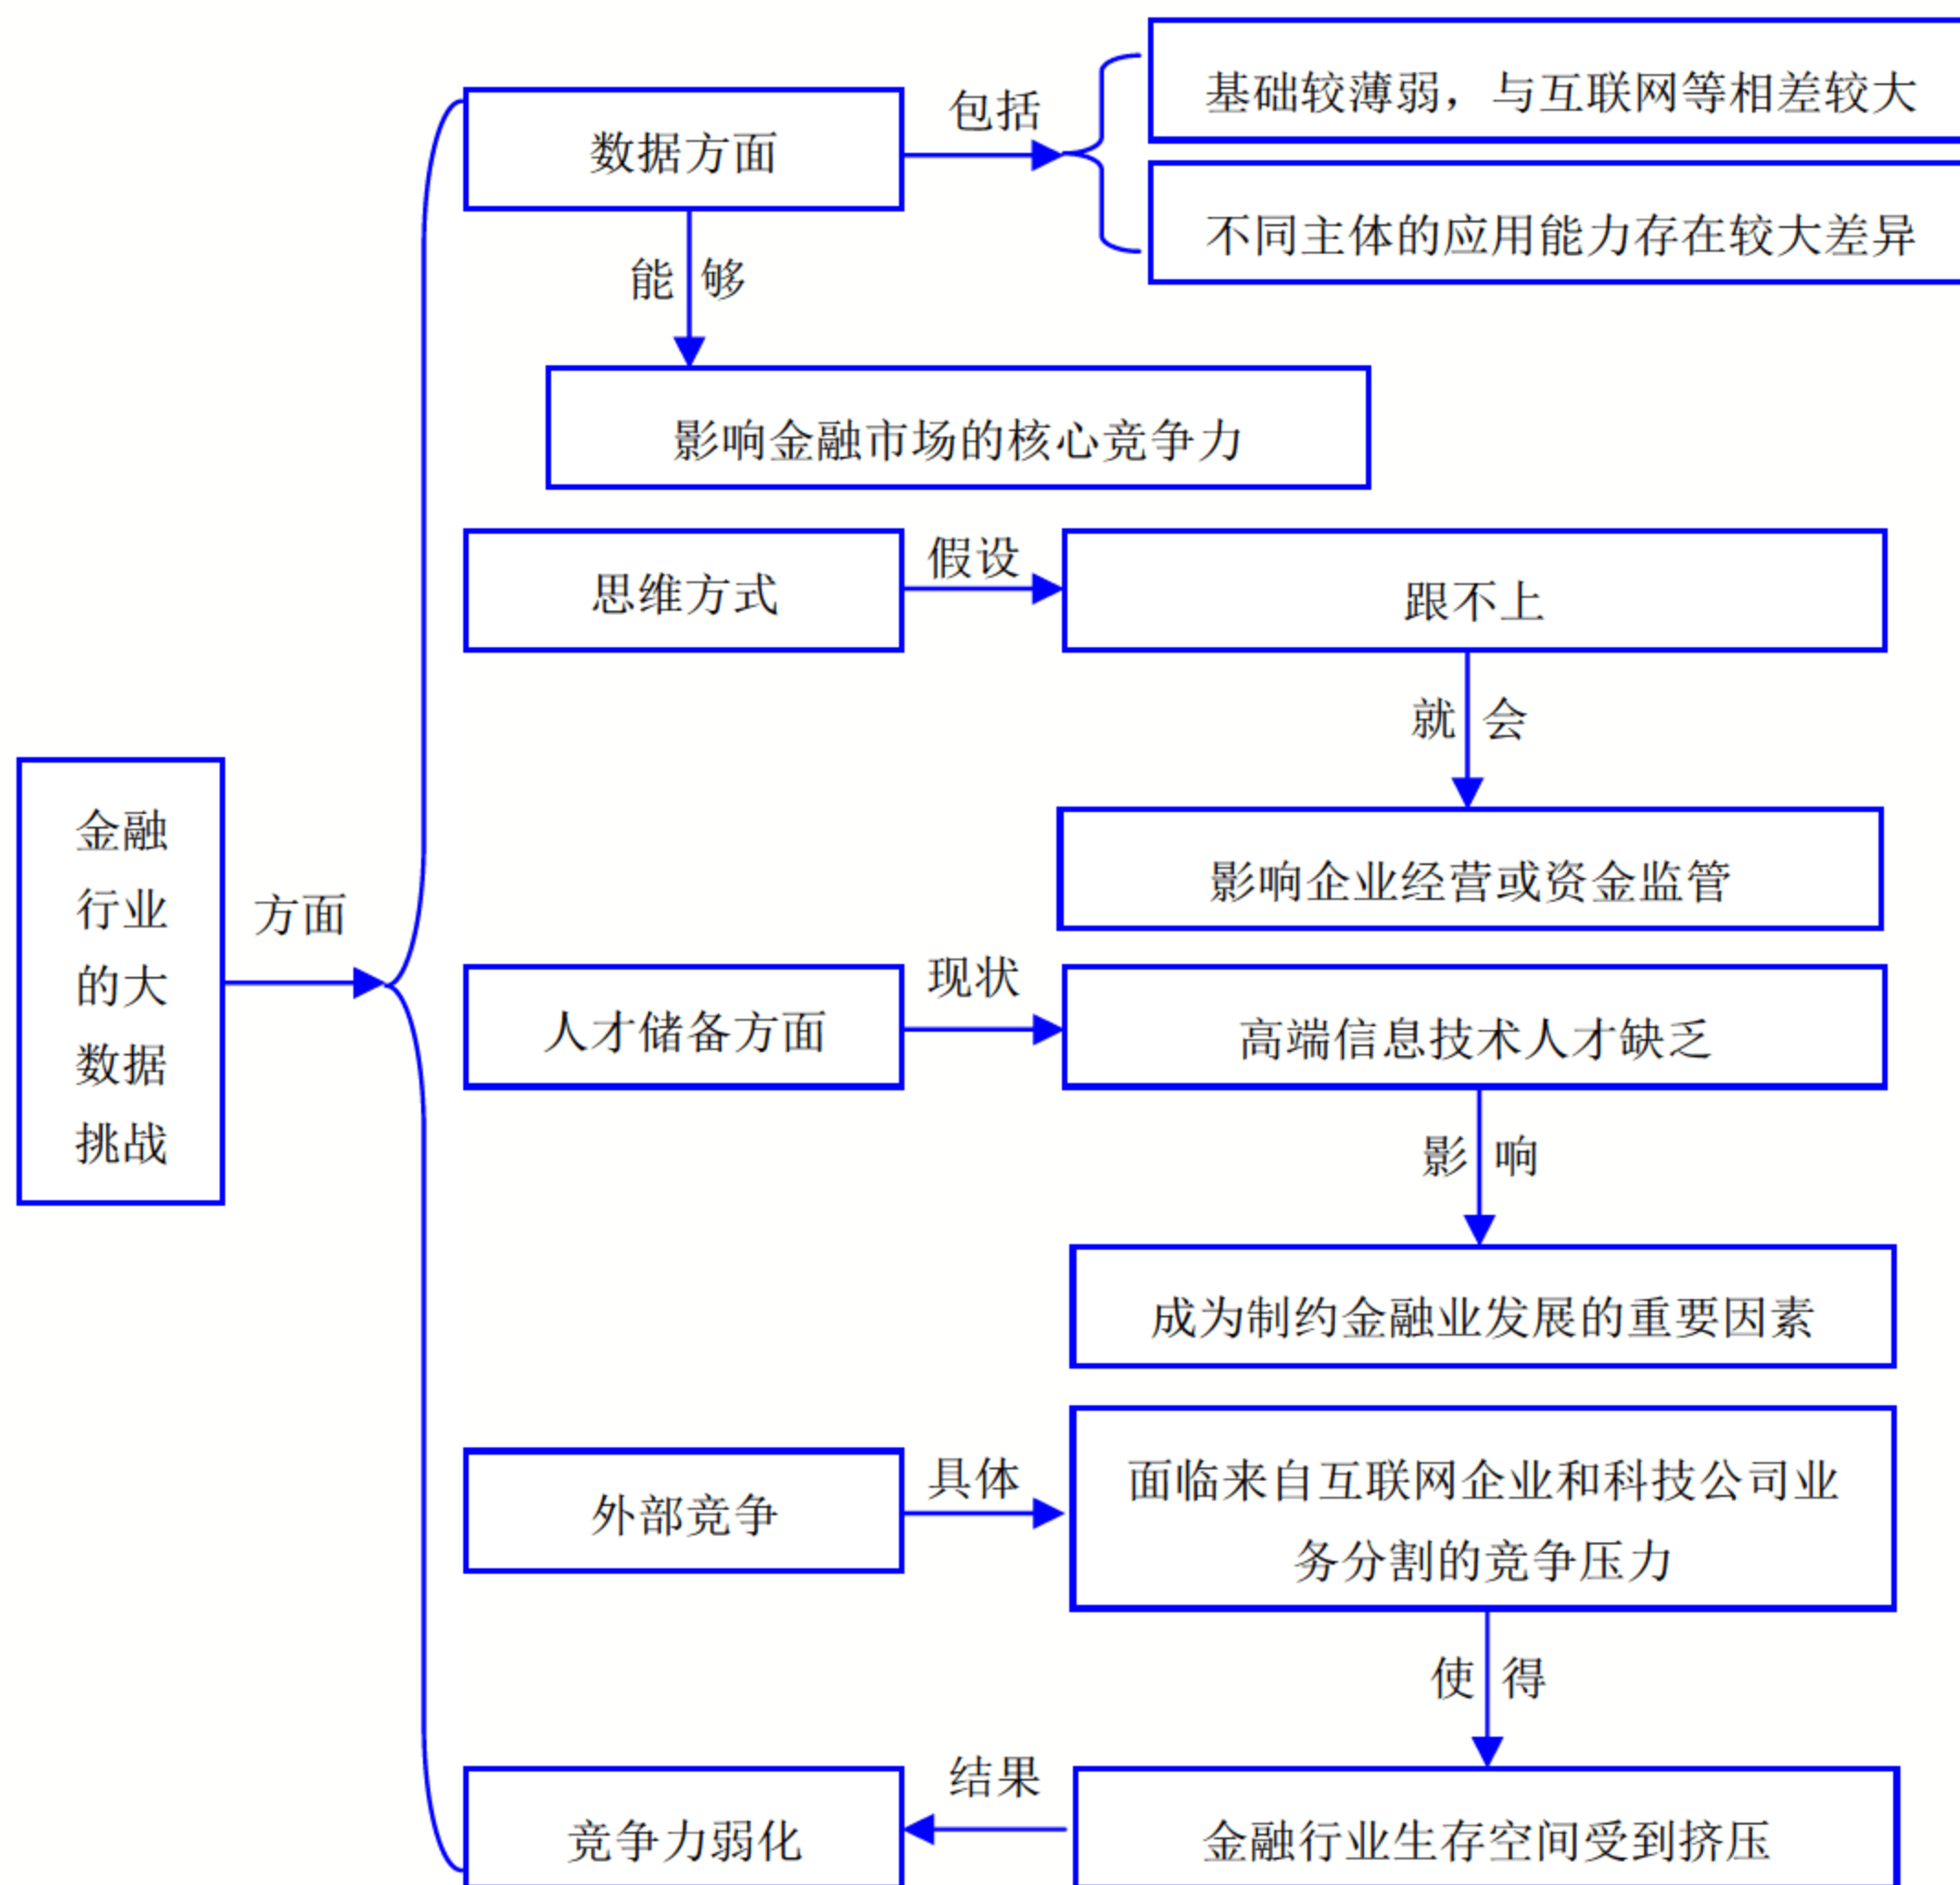 金融
行业
的大
数据
挑战
方面
数据方面
包括
基础较薄弱，与互联网等相差较大
不同主体的应用能力存在较大差异
能够
影响金融市场的核心竞争力
思维方式
假设
跟不上
就会
影响企业经营或资金监管
人才储备方面
现状
高端信息技术人才缺乏
影响
成为制约金融业发展的重要因素
外部竞争
具体
面临来自互联网企业和科技公司业
务分割的竞争压力
使得
竞争力弱化
结果
金融行业生存空间受到挤压